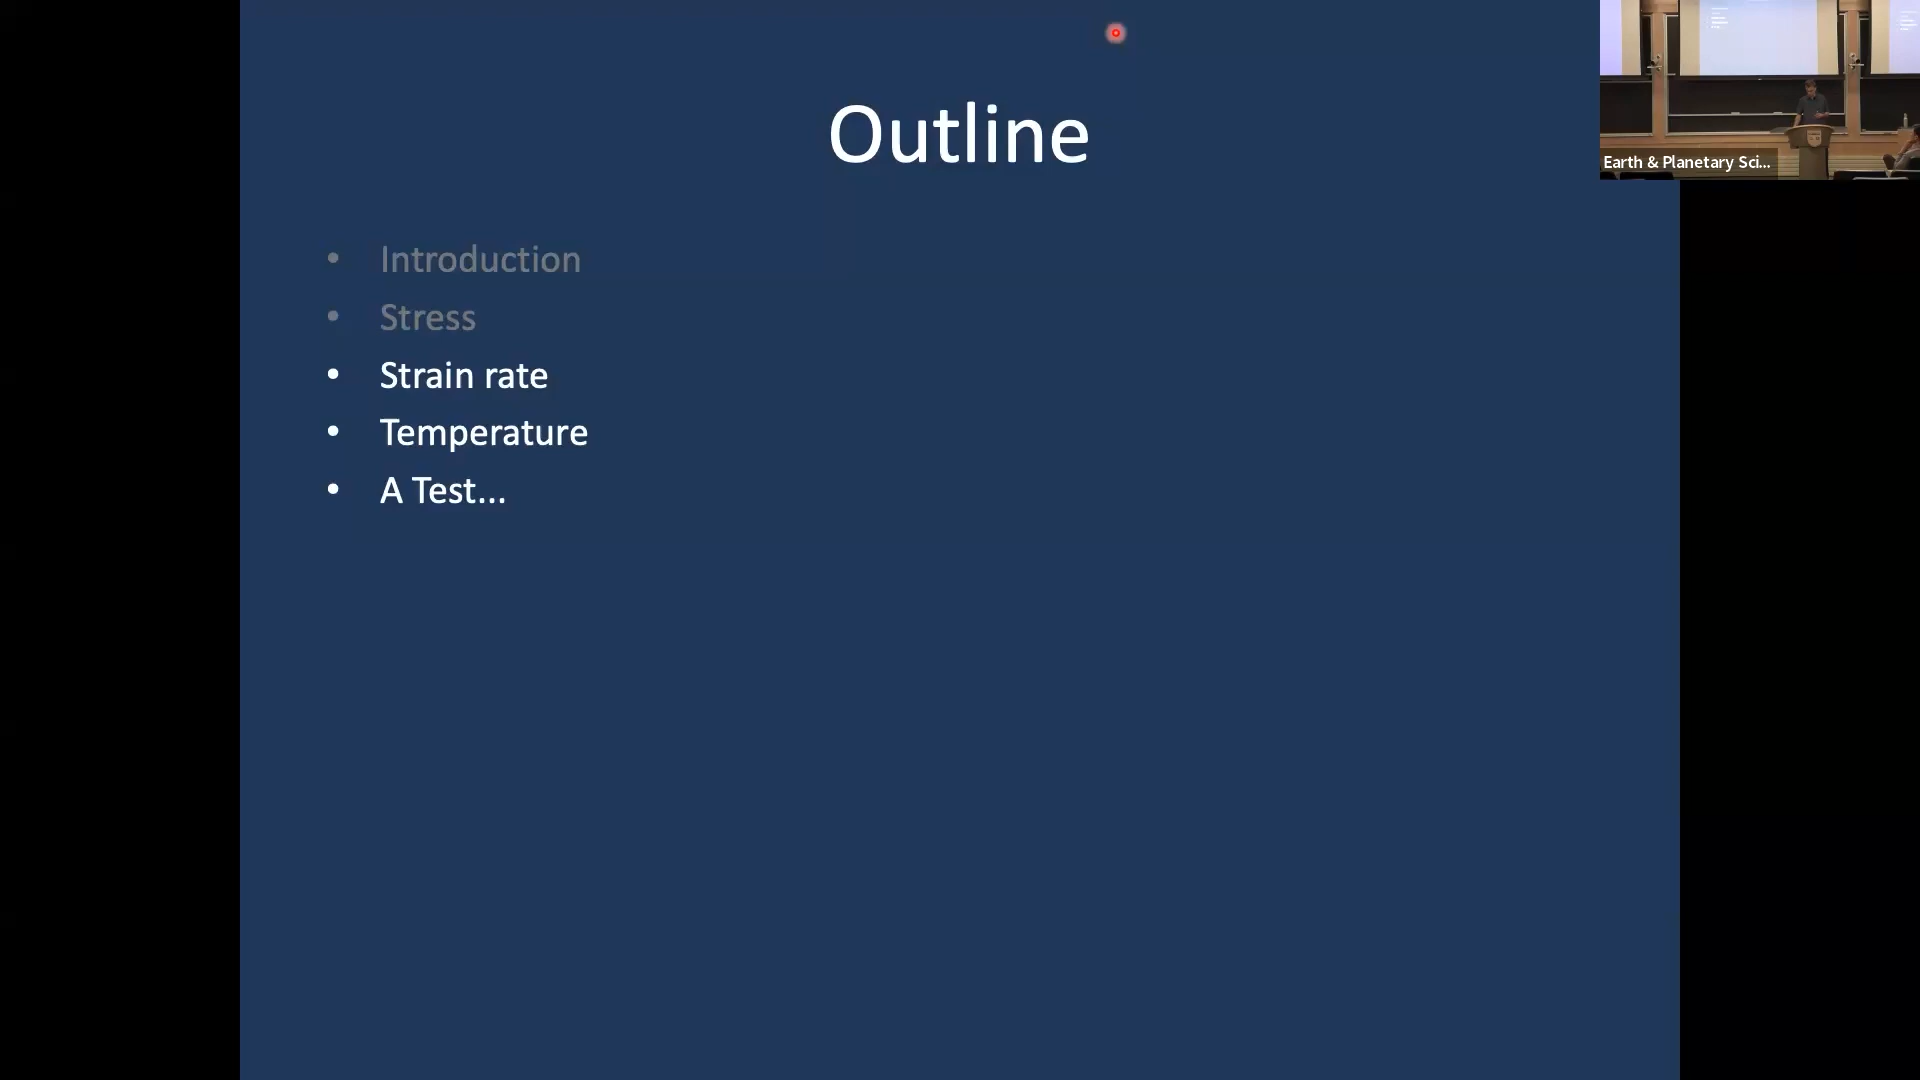 Outline
Earth & Planetary Sci...
• Introduction
• Stress
• Strain rate
• Temperature
• A Test...